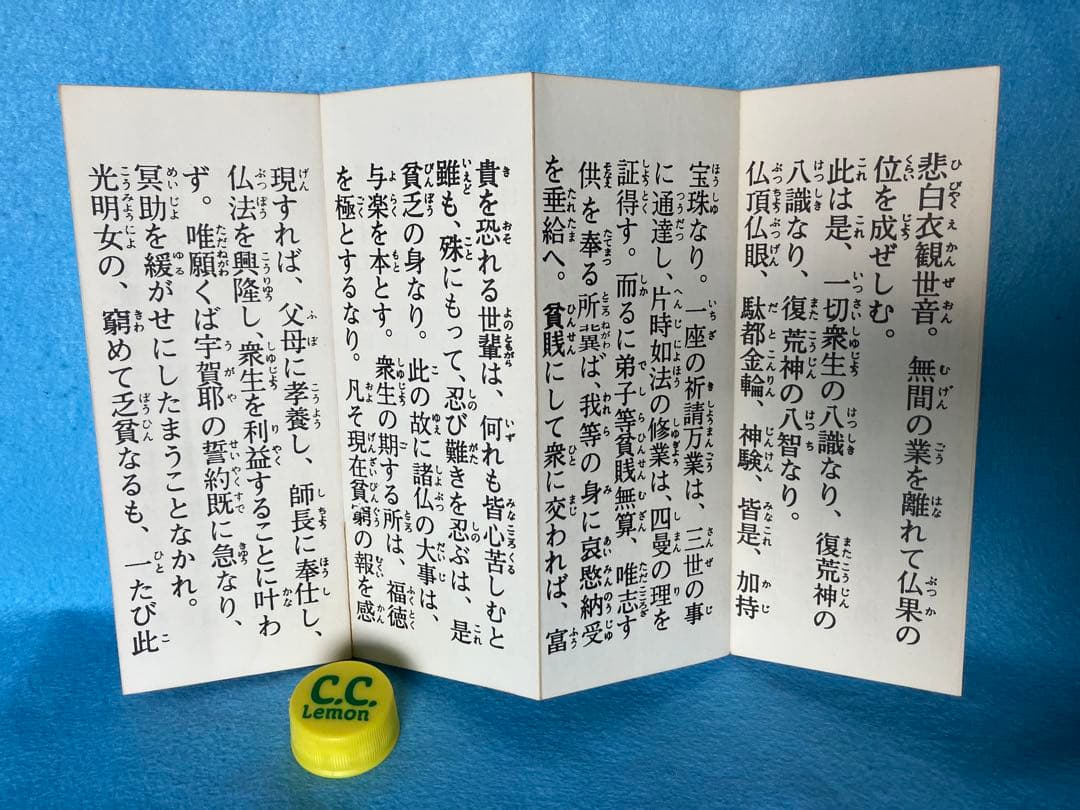 悲白衣観世音。 無間の業を離れて仏果の
位を成ぜしむ。
此は是、一切衆生の八識なり、復荒神の
八識なり、復荒神の八智なり。
仏頂仏眼、駄都金輪、神験、皆是、加持
宝珠なり。一座の祈請万業は、三世の事
に通達し、片時如法の修業は、四曼の理を
証得す。而るに弟子等貧賎無算、唯志す
供を奉る所冀ば、我等の身に哀愍納受
を垂給へ。貧賎にして衆に交われば、富
貴を恐れる世輩は、何れも皆心苦しむと
雖も、殊にもって、忍び難きを忍ぶは、是
貧乏の身なり。此の故に諸仏の大事は、
与楽を本とす。衆生の期する所は、福徳
を極とするなり。凡そ現在貧窮の報を感
現すれば、父母に孝養し、師長に奉仕し、
仏法を興隆し、衆生を利益することに叶わ
ず。唯願くば宇賀耶の誓約既に急なり、
冥助を緩がせにしたまうことなかれ。
光明女の、窮めて乏貧なるも、一たび此
C.C.
Lemon